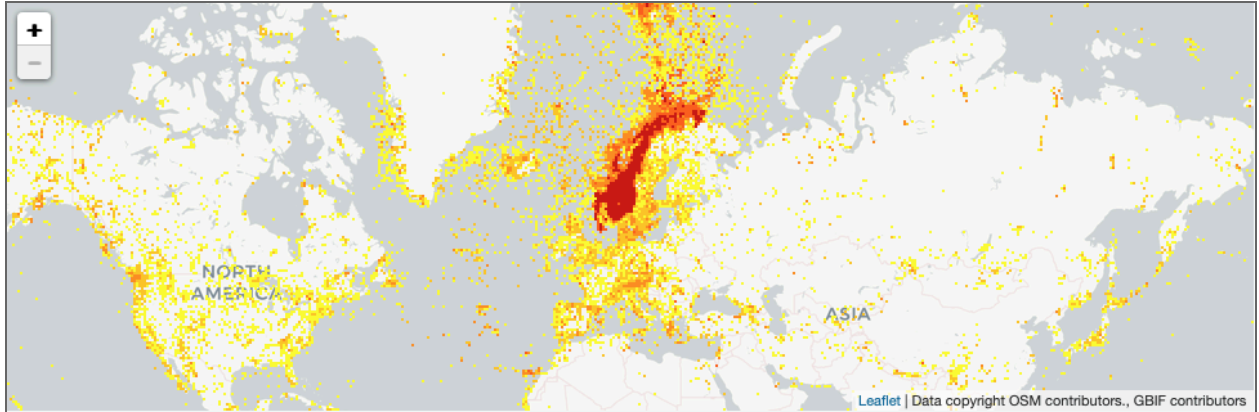 +
−
NORTH
AMERICA
ASIA
Leaflet | Data copyright OSM contributors., GBIF contributors